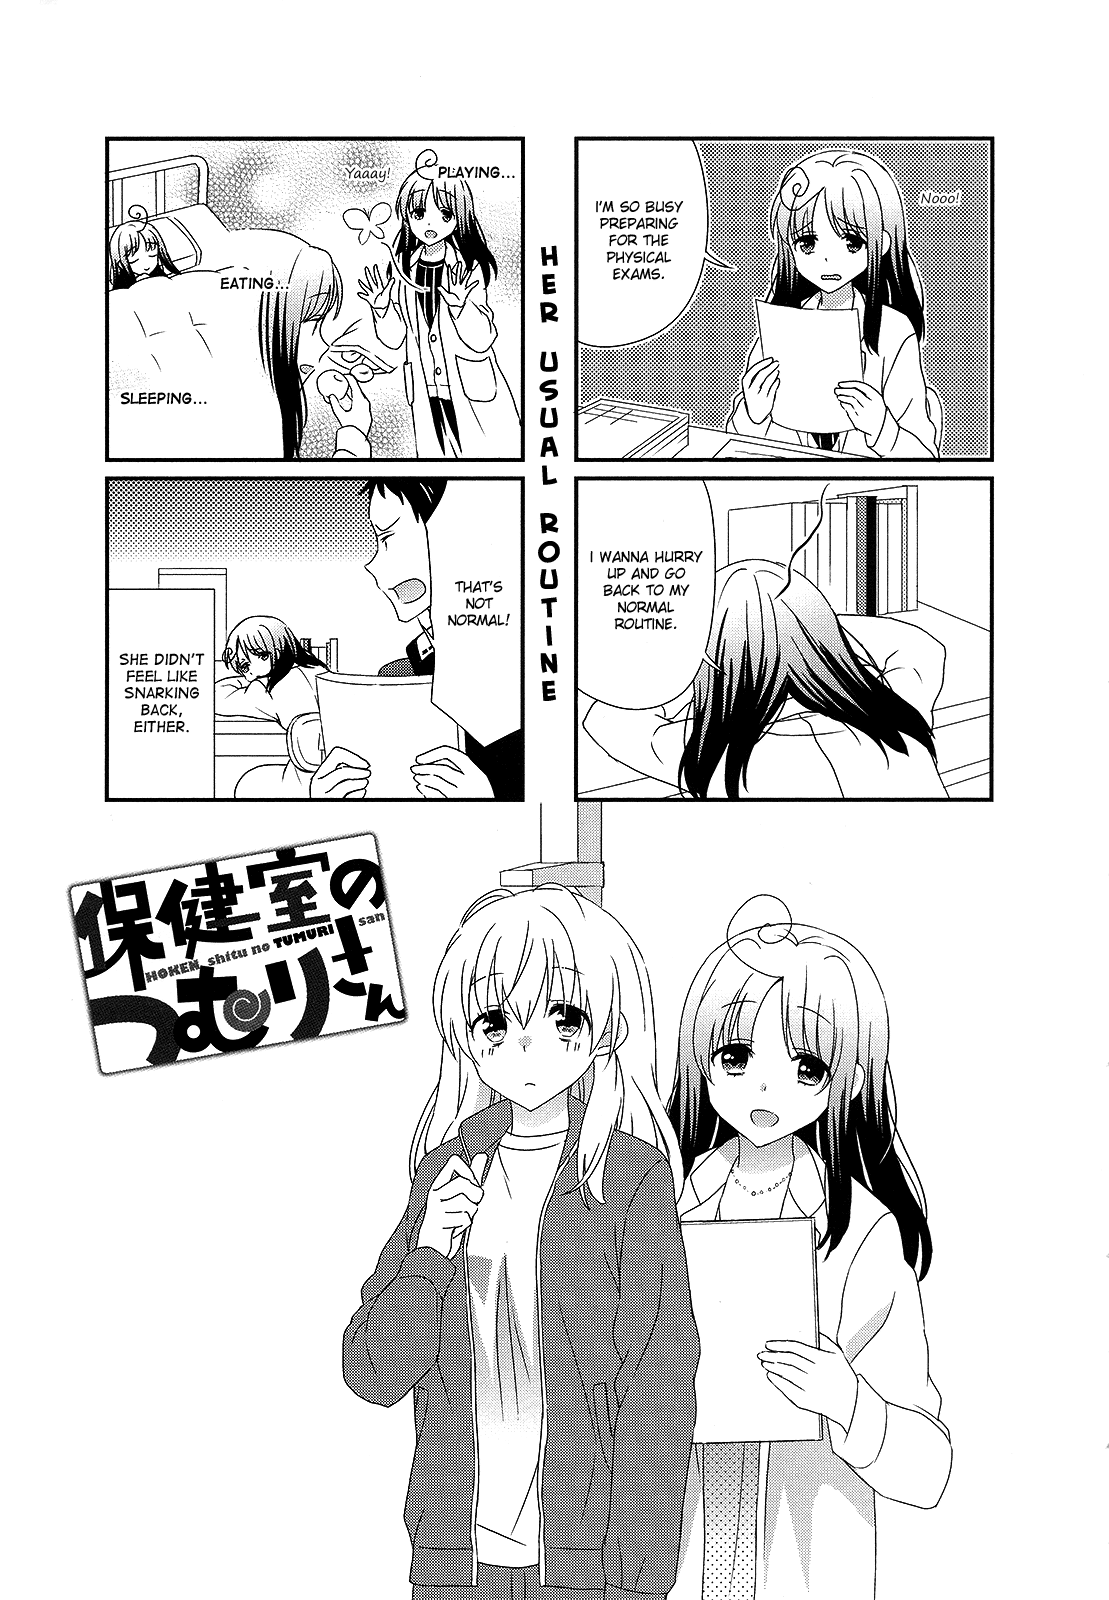 HER USUAL ROUTINE
I'M SO BUSY
PREPARING
FOR THE
PHYSICAL
EXAMS.
Nooo!
I WANNA HURRY
UP AND GO
BACK TO MY
NORMAL
ROUTINE.
Yaaay!
PLAYING...
EATING...
SLEEPING...
THAT'S
NOT
NORMAL!
SHE DIDN'T
FEEL LIKE
SNARKING
BACK,
EITHER.
保健室の
HOKEN shitu no TUMURI san
つむりさん